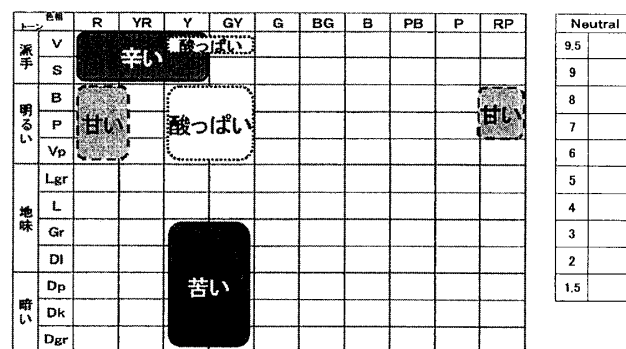 トーン 色相 R YR Y GY G BG B PB P RP
派手 V 辛い 酸っぱい
S
明るい B 甘い 酸っぱい 甘い
P
Vp
地味 Lgr
L
Gr 苦い
Dl
暗い Dp
Dk
Dgr
Neutral
9.5
9
8
7
6
5
4
3
2
1.5